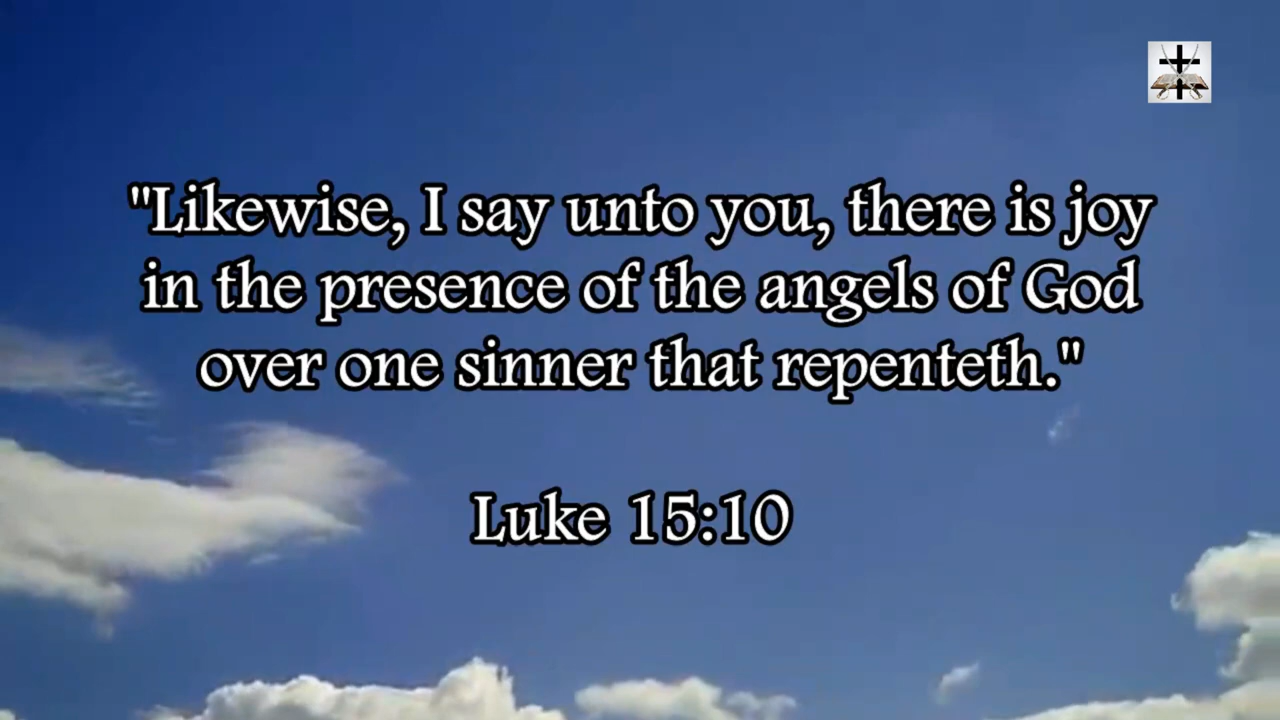 "Likewise, I say unto you, there is joy
in the presence of the angels of God
over one sinner that repenteth."
Luke 15:10